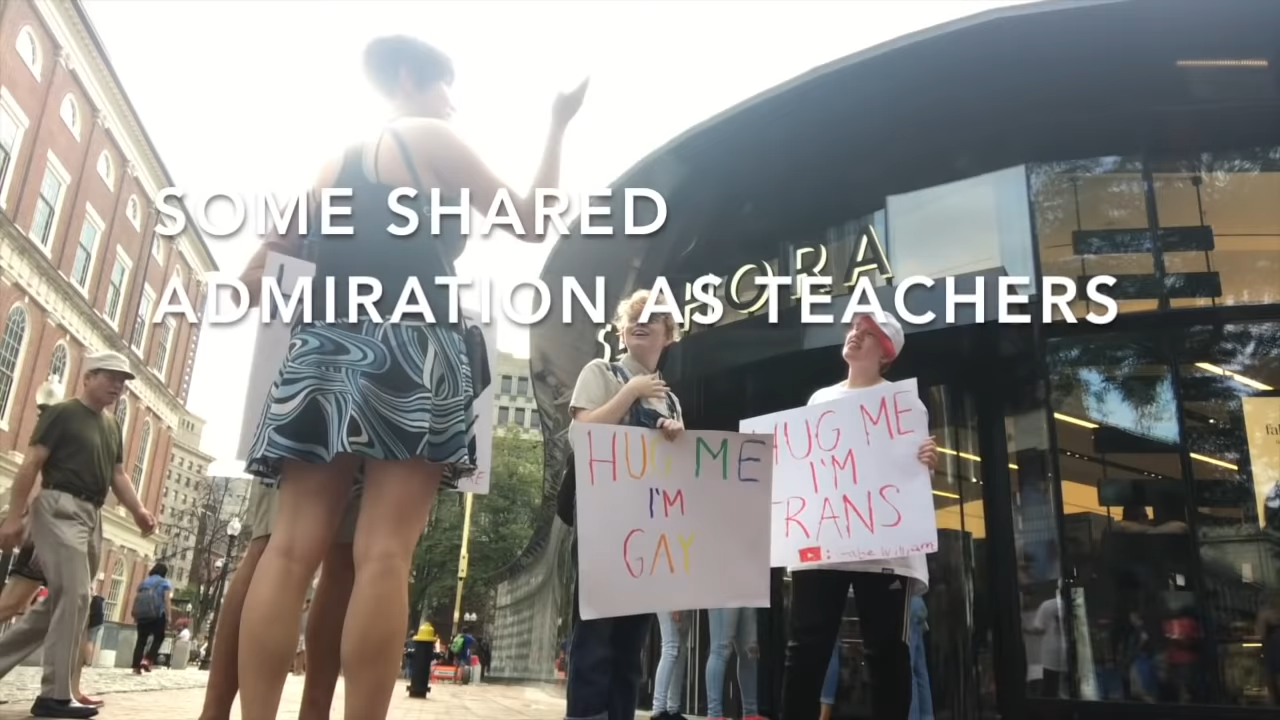 SOME SHARED
ADMIRATION AS TEACHERS
HUG ME
I'M
GAY
HUG ME
I'M
TRANS